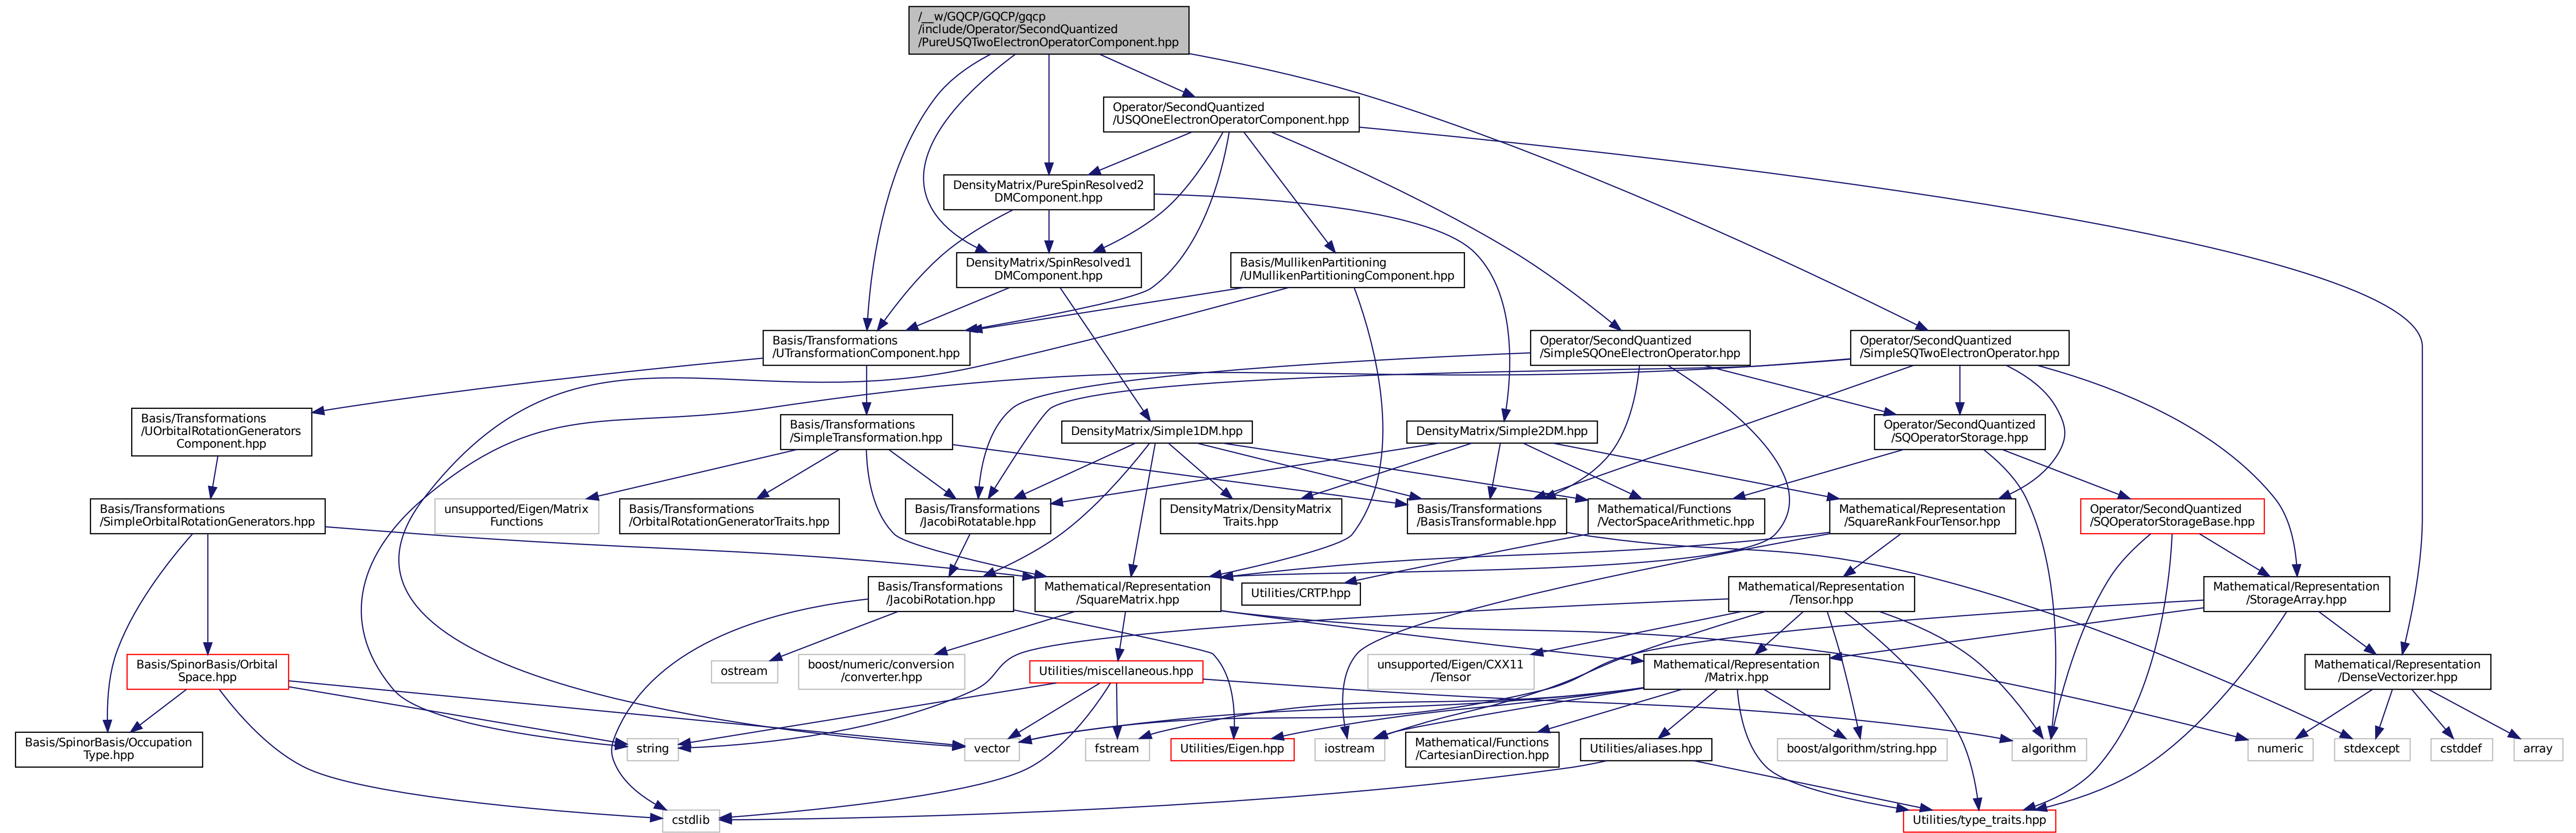 /__w/GQCP/GQCP/gqcp
/include/Operator/SecondQuantized
/PureUSQTwoElectronOperatorComponent.hpp
Operator/SecondQuantized
/USQOneElectronOperatorComponent.hpp
DensityMatrix/PureSpinResolved2
DMComponent.hpp
DensityMatrix/SpinResolved1
DMComponent.hpp
Basis/MullikenPartitioning
/UMullikenPartitioningComponent.hpp
Basis/Transformations
/UTransformationComponent.hpp
Operator/SecondQuantized
/SimpleSQOneElectronOperator.hpp
Operator/SecondQuantized
/SimpleSQTwoElectronOperator.hpp
Basis/Transformations
/UOrbitalRotationGenerators
Component.hpp
Basis/Transformations
/SimpleTransformation.hpp
DensityMatrix/Simple1DM.hpp
DensityMatrix/Simple2DM.hpp
Operator/SecondQuantized
/SQOperatorStorage.hpp
Basis/Transformations
/SimpleOrbitalRotationGenerators.hpp
unsupported/Eigen/Matrix
Functions
Basis/Transformations
/OrbitalRotationGeneratorTraits.hpp
Basis/Transformations
/JacobiRotatable.hpp
DensityMatrix/DensityMatrix
Traits.hpp
Basis/Transformations
/BasisTransformable.hpp
Mathematical/Functions
/VectorSpaceArithmetic.hpp
Mathematical/Representation
/SquareRankFourTensor.hpp
Operator/SecondQuantized
/SQOperatorStorageBase.hpp
Basis/Transformations
/JacobiRotation.hpp
Mathematical/Representation
/SquareMatrix.hpp
Utilities/CRTP.hpp
Mathematical/Representation
/Tensor.hpp
Mathematical/Representation
/StorageArray.hpp
Basis/SpinorBasis/Orbital
Space.hpp
ostream
boost/numeric/conversion
/converter.hpp
Utilities/miscellaneous.hpp
unsupported/Eigen/CXX11
/Tensor
Mathematical/Representation
/Matrix.hpp
Mathematical/Representation
/DenseVectorizer.hpp
Basis/SpinorBasis/Occupation
Type.hpp
string
vector
fstream
Utilities/Eigen.hpp
iostream
Mathematical/Functions
/CartesianDirection.hpp
Utilities/aliases.hpp
boost/algorithm/string.hpp
algorithm
numeric
stdexcept
cstddef
array
cstdlib
Utilities/type_traits.hpp